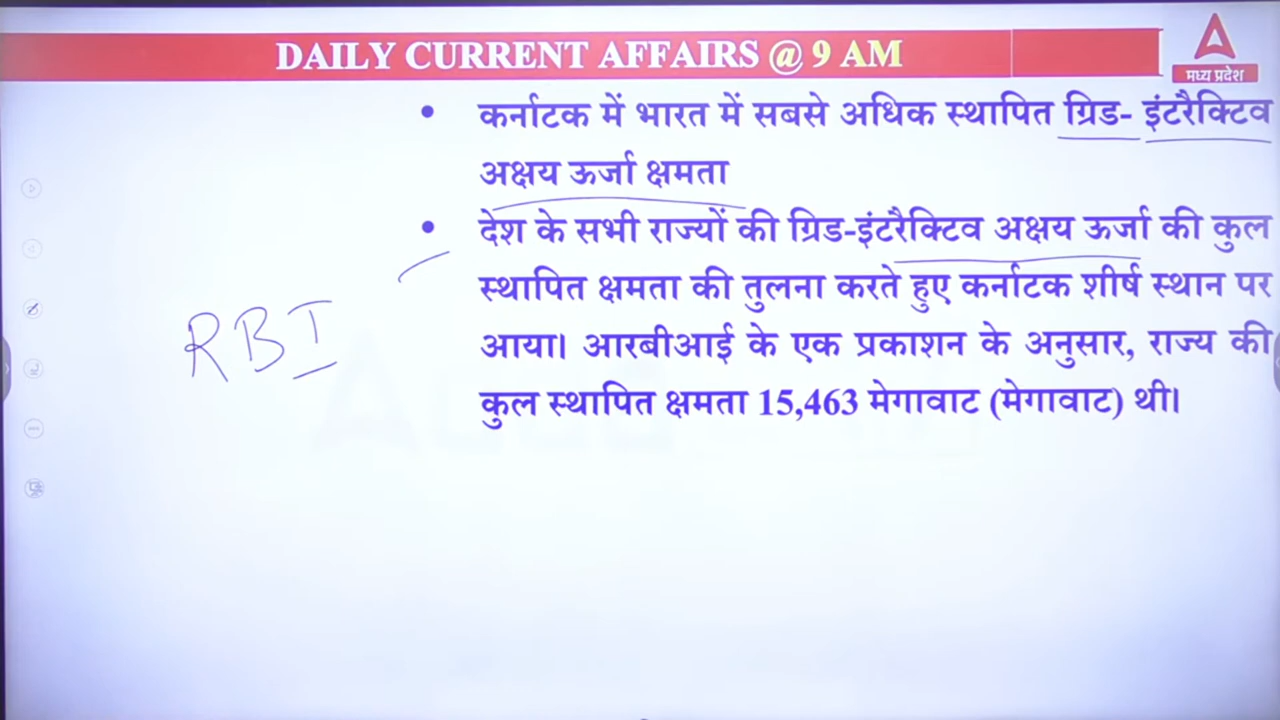 DAILY CURRENT AFFAIRS @ 9 AM
मध्य प्रदेश
• कर्नाटक में भारत में सबसे अधिक स्थापित ग्रिड- इंटरैक्टिव
अक्षय ऊर्जा क्षमता
• देश के सभी राज्यों की ग्रिड-इंटरैक्टिव अक्षय ऊर्जा की कुल
स्थापित क्षमता की तुलना करते हुए कर्नाटक शीर्ष स्थान पर
आया। आरबीआई के एक प्रकाशन के अनुसार, राज्य की
कुल स्थापित क्षमता 15,463 मेगावाट (मेगावाट) थी।
RBI